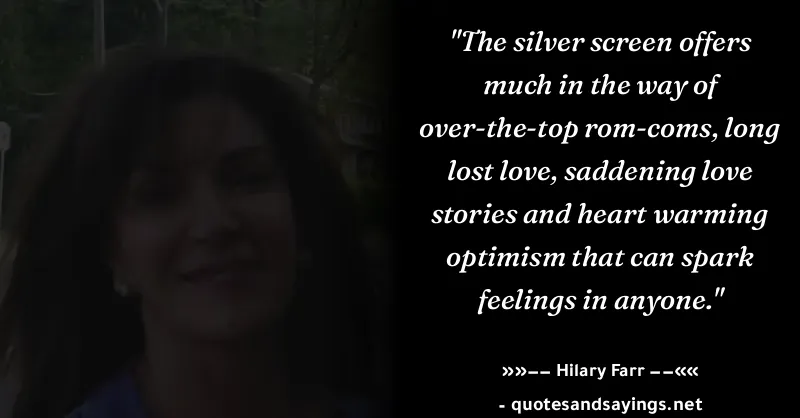 "The silver screen offers
much in the way of
over-the-top rom-coms, long
lost love, saddening love
stories and heart warming
optimism that can spark
feelings in anyone."
»»-- Hilary Farr --««
- quotesandsayings.net